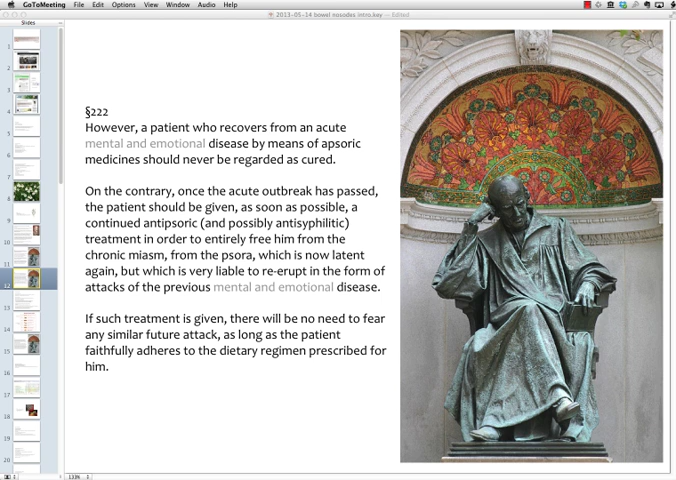 GoToMeeting File Edit Options View Window Audio Help
2013-05-14 bowel nosodes intro.key — Edited
Slides
1
2
3
4
5
6
7
8
9
10
11
12
13
14
15
16
17
18
19
20
§222
However, a patient who recovers from an acute
mental and emotional disease by means of apsoric
medicines should never be regarded as cured.
On the contrary, once the acute outbreak has passed,
the patient should be given, as soon as possible, a
continued antipsoric (and possibly antisyphilitic)
treatment in order to entirely free him from the
chronic miasm, from the psora, which is now latent
again, but which is very liable to re-erupt in the form of
attacks of the previous mental and emotional disease.
If such treatment is given, there will be no need to fear
any similar future attack, as long as the patient
faithfully adheres to the dietary regimen prescribed for
him.
133%